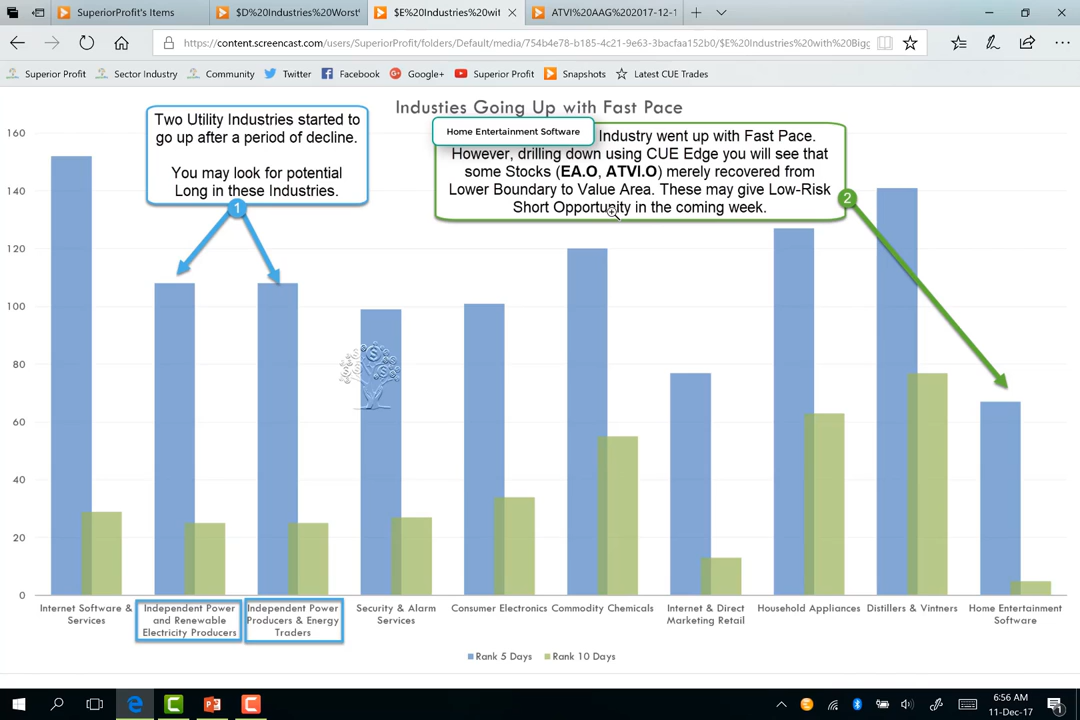 SuperiorProfit's Items
$D%20Industries%20Worst'
$E%20Industries%20wit
ATVI%20AAG%202017-12-1
https://content.screencast.com/users/SuperiorProfit/folders/Default/media/754b4e78-b185-4c21-9e63-3bacfaa152b0/$E%20Industries%20with%20Bigg
Superior Profit
Sector Industry
Community
Twitter
Facebook
Google+
Superior Profit
Snapshots
Latest CUE Trades
Industies Going Up with Fast Pace
Two Utility Industries started to
go up after a period of decline.
You may look for potential
Long in these Industries.
1
Home Entertainment Software Industry went up with Fast Pace.
However, drilling down using CUE Edge you will see that
some Stocks (EA.O, ATVI.O) merely recovered from
Lower Boundary to Value Area. These may give Low-Risk
Short Opportunity in the coming week.
2
160
140
120
100
80
60
40
20
0
Internet Software &
Services
Independent Power
and Renewable
Electricity Producers
Independent Power
Producers & Energy
Traders
Security & Alarm
Services
Consumer Electronics
Commodity Chemicals
Internet & Direct
Marketing Retail
Household Appliances
Distillers & Vintners
Home Entertainment
Software
Rank 5 Days
Rank 10 Days
6:56 AM
11-Dec-17
1